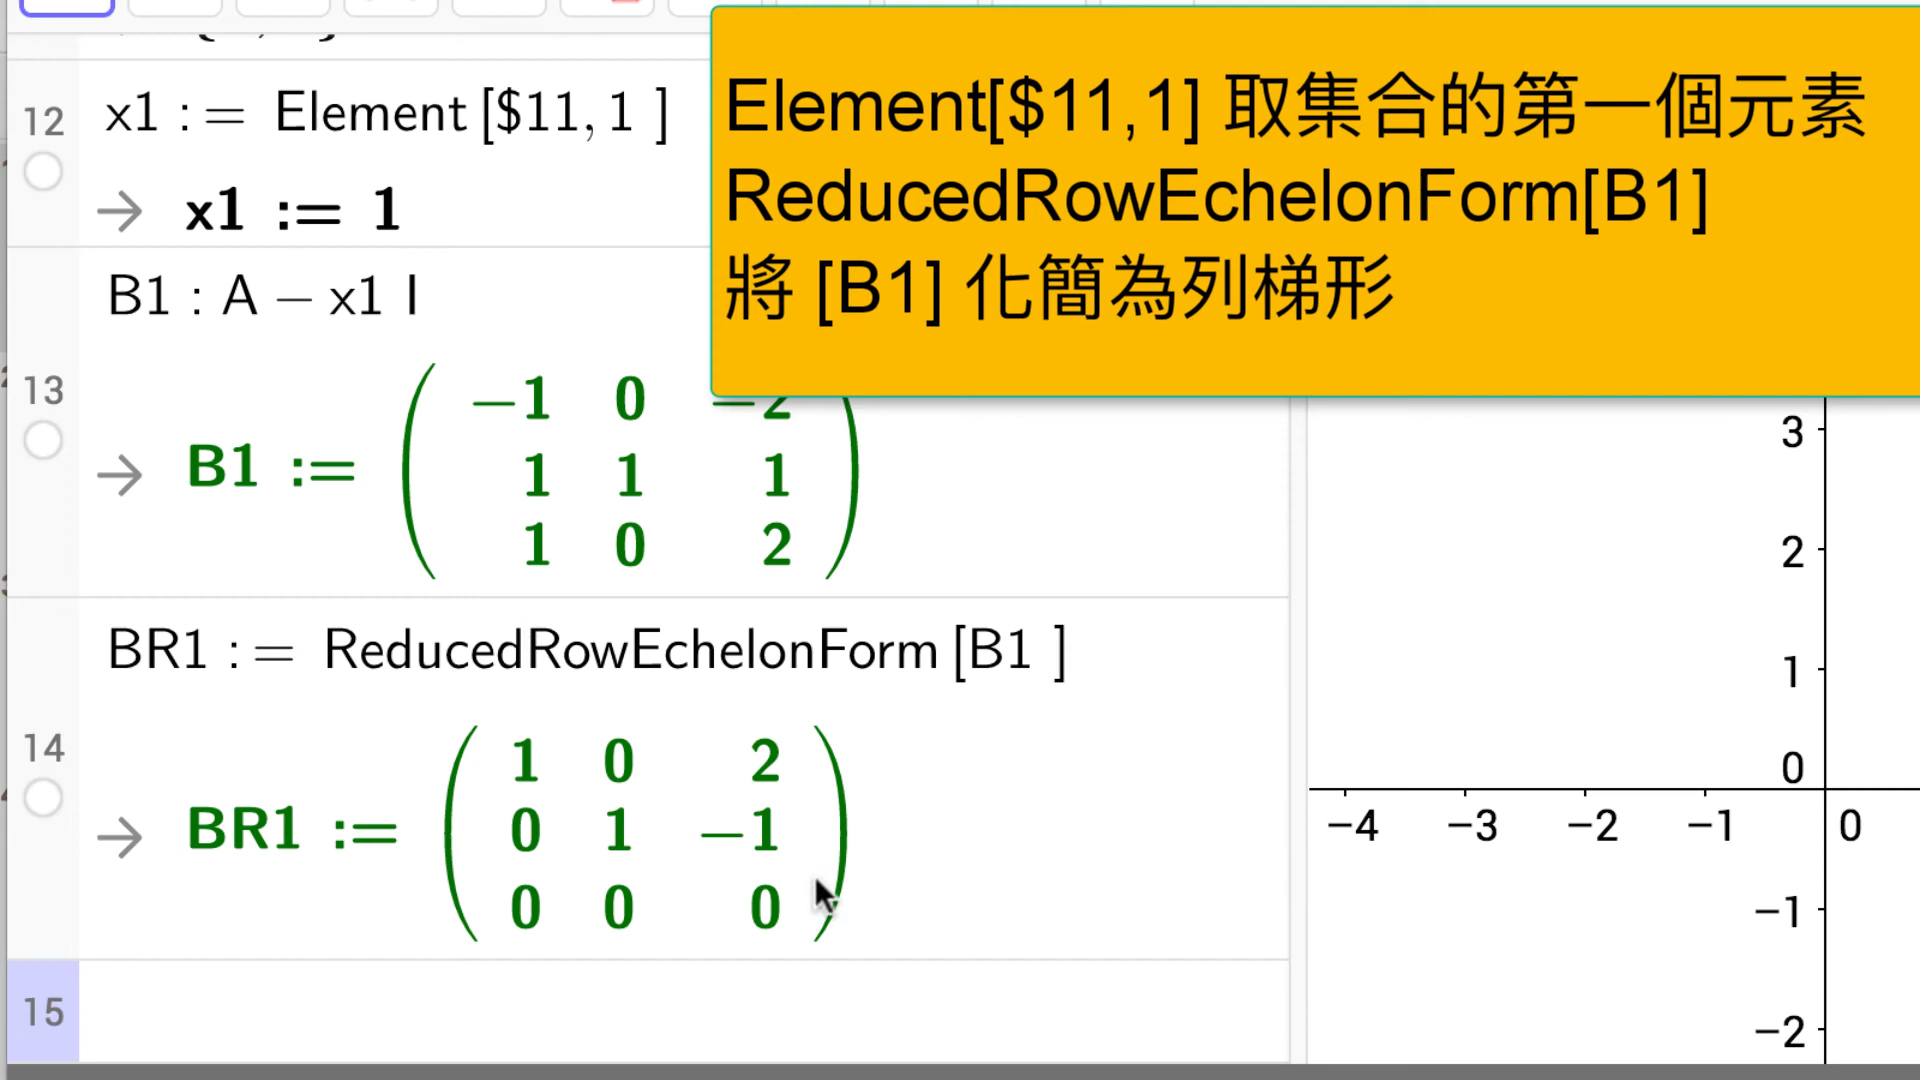 12
x1 := Element [$11, 1 ]
→ x1 := 1
Element[$11,1] 取集合的第一個元素
ReducedRowEchelonForm[B1]
將 [B1] 化簡為列梯形
B1 : A − x1 I
13
→ B1 :=
−1 0 −2
1 1 1
1 0 2
BR1 := ReducedRowEchelonForm [B1 ]
14
→ BR1 :=
1 0 2
0 1 −1
0 0 0
15
3
2
1
0
−4 −3 −2 −1 0
−1
−2